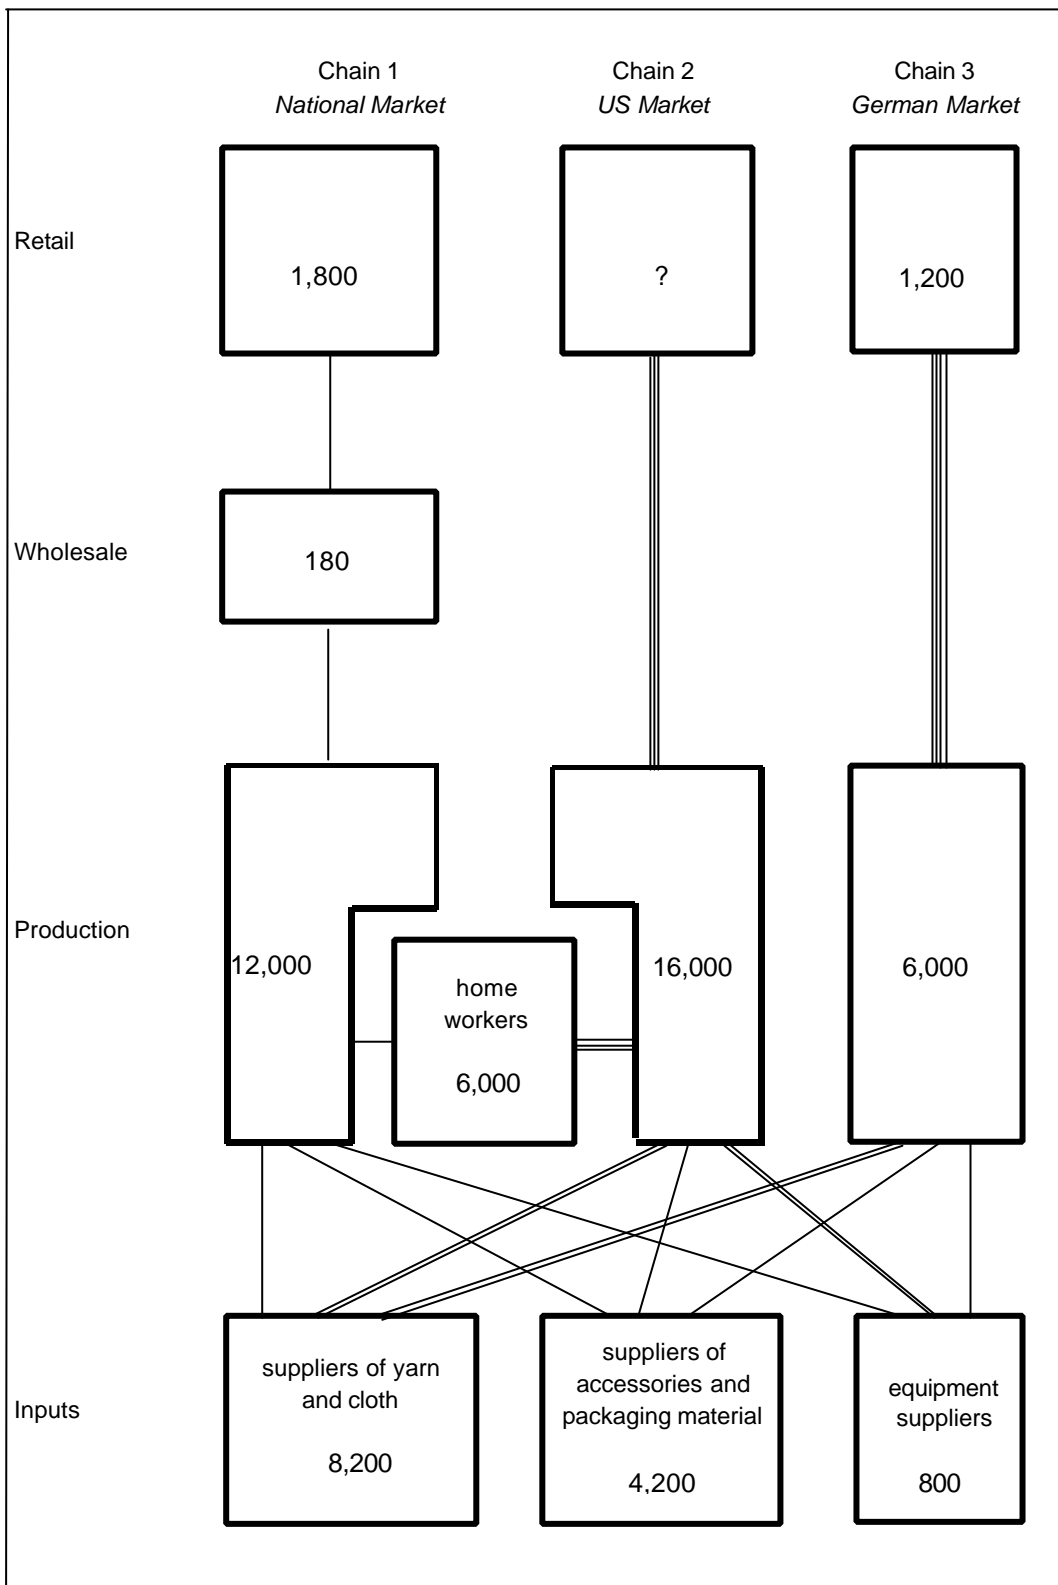 Chain 1
National Market
Chain 2
US Market
Chain 3
German Market
Retail
1,800
?
1,200
Wholesale
180
Production
12,000
home
workers
6,000
16,000
6,000
Inputs
suppliers of yarn
and cloth
8,200
suppliers of
accessories and
packaging material
4,200
equipment
suppliers
800